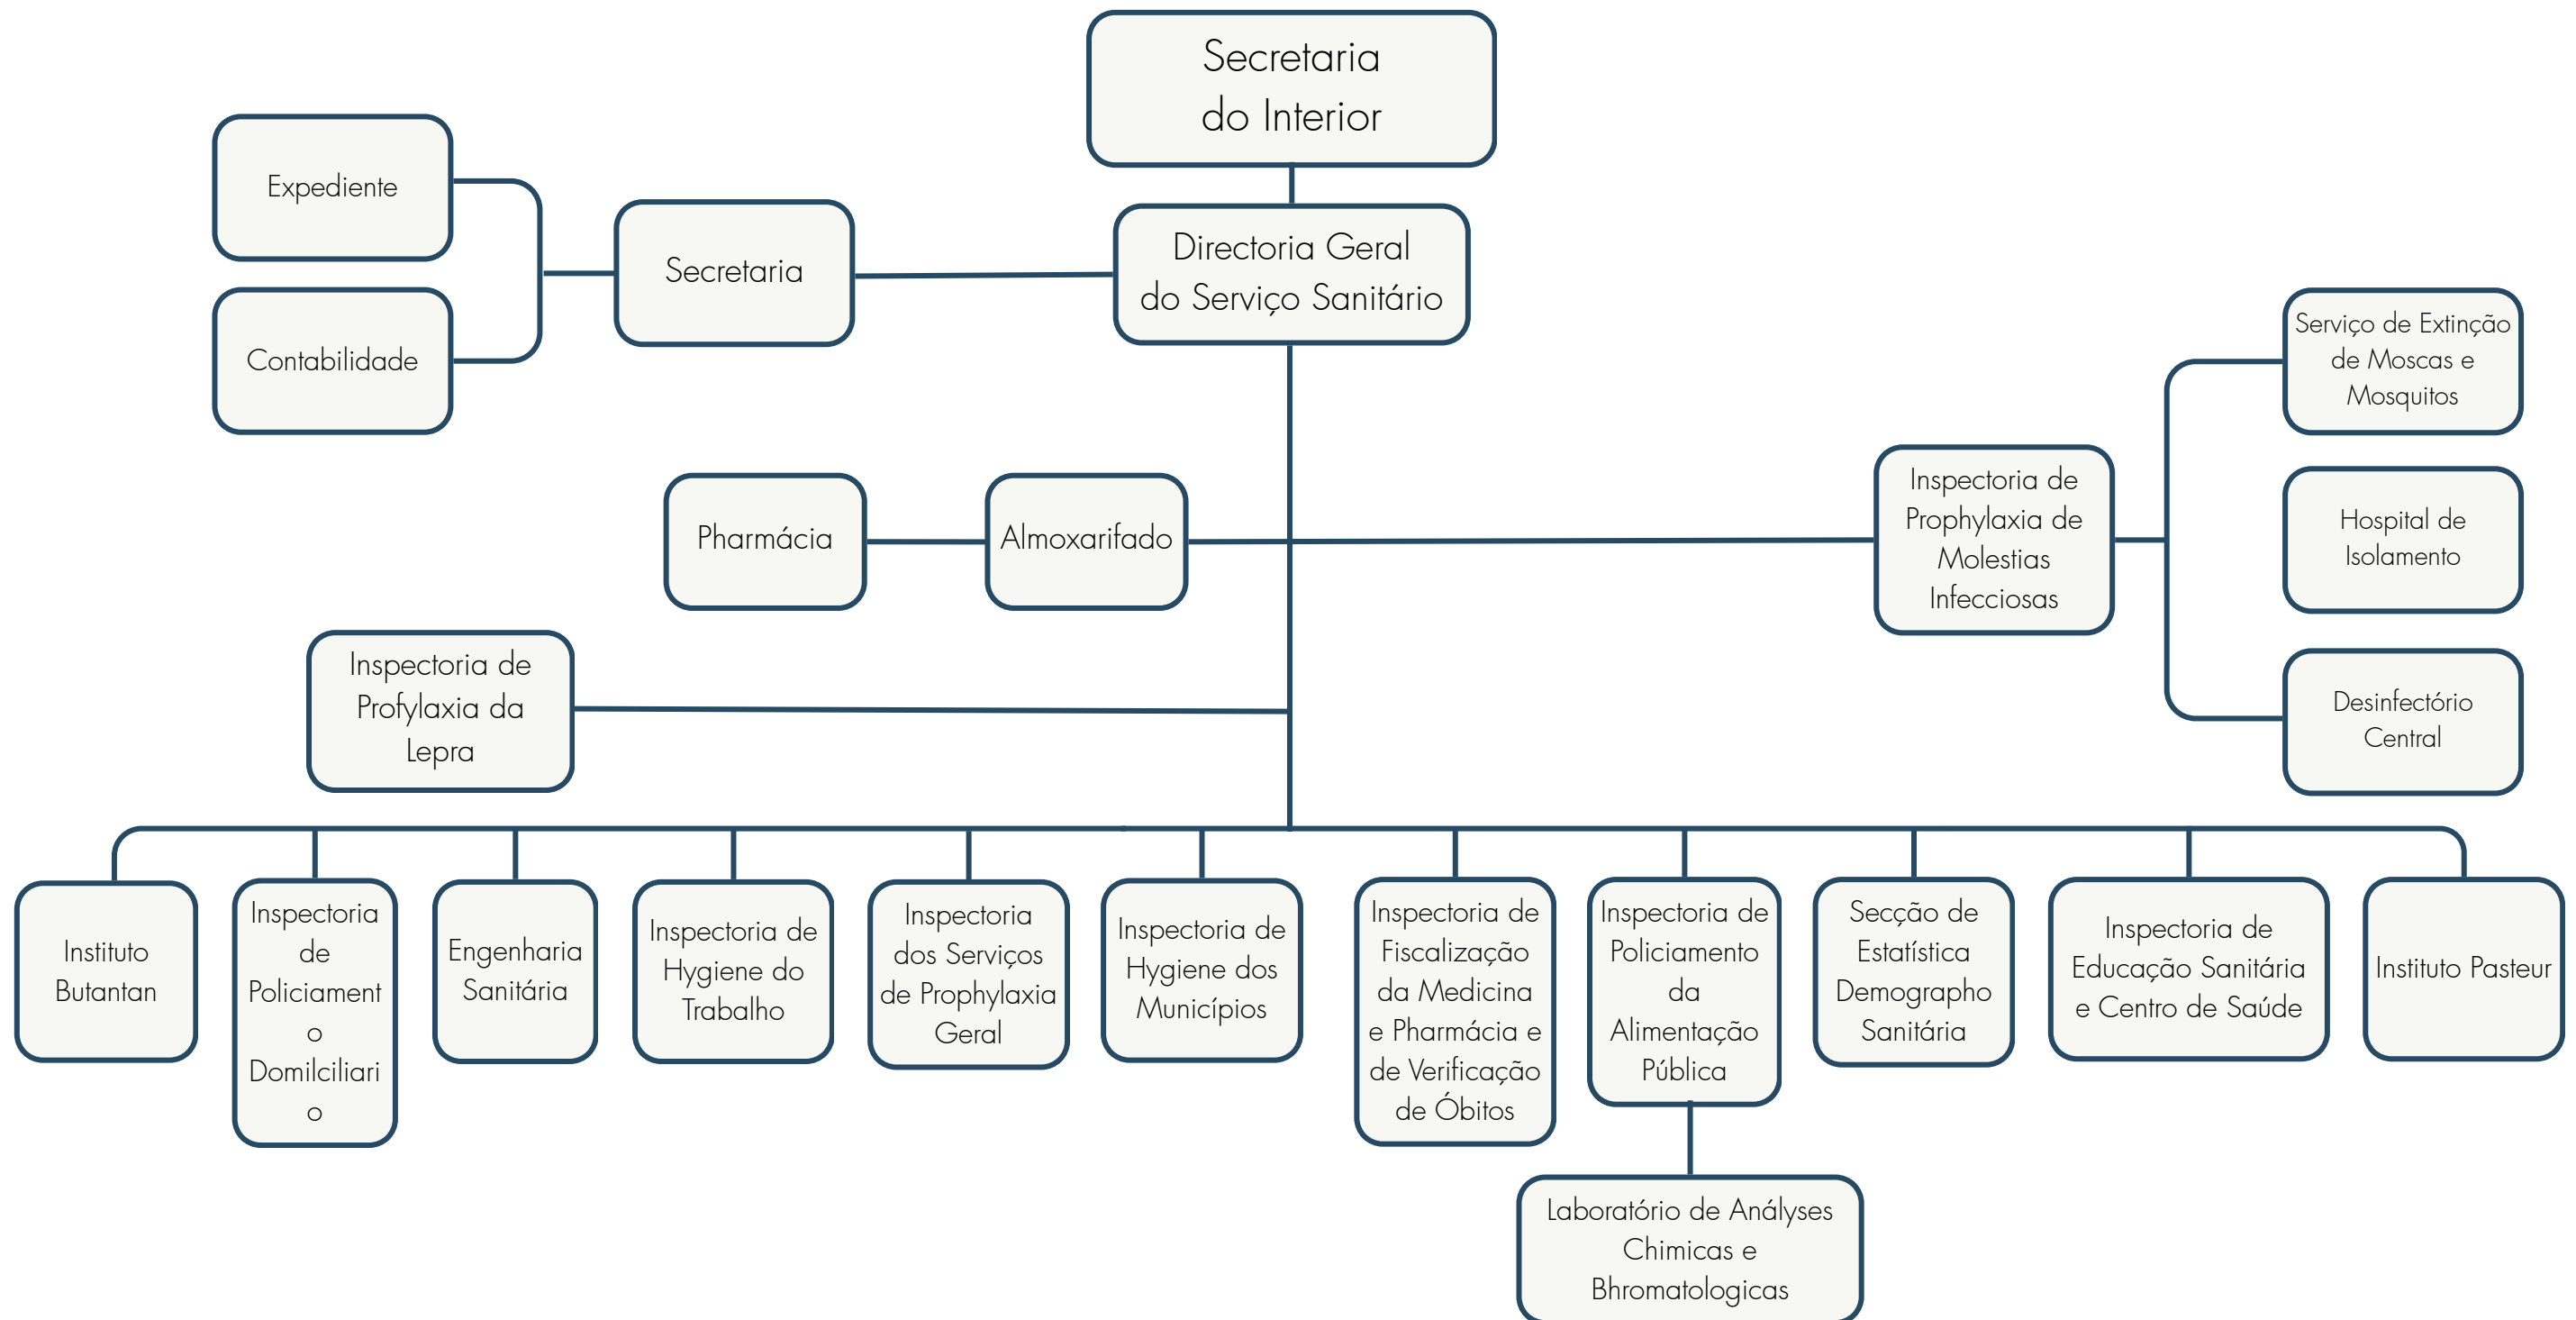 Secretaria
do Interior
Expediente
Secretaria
Directoria Geral
do Serviço Sanitário
Contabilidade
Serviço de Extinção
de Moscas e
Mosquitos
Pharmácia
Almoxarifado
Inspectoria de
Prophylaxia de
Molestias
Infecciosas
Hospital de
Isolamento
Inspectoria de
Profylaxia da
Lepra
Desinfectório
Central
Instituto
Butantan
Inspectoria
de
Policiament
o
Domilciliari
o
Engenharia
Sanitária
Inspectoria de
Hygiene do
Trabalho
Inspectoria
dos Serviços
de Prophylaxia
Geral
Inspectoria de
Hygiene dos
Municípios
Inspectoria de
Fiscalização
da Medicina
e Pharmácia e
de Verificação
de Óbitos
Inspectoria de
Policiamento
da
Alimentação
Pública
Secção de
Estatística
Demographo
Sanitária
Inspectoria de
Educação Sanitária
e Centro de Saúde
Instituto Pasteur
Laboratório de Anályses
Chimicas e
Bhromatologicas